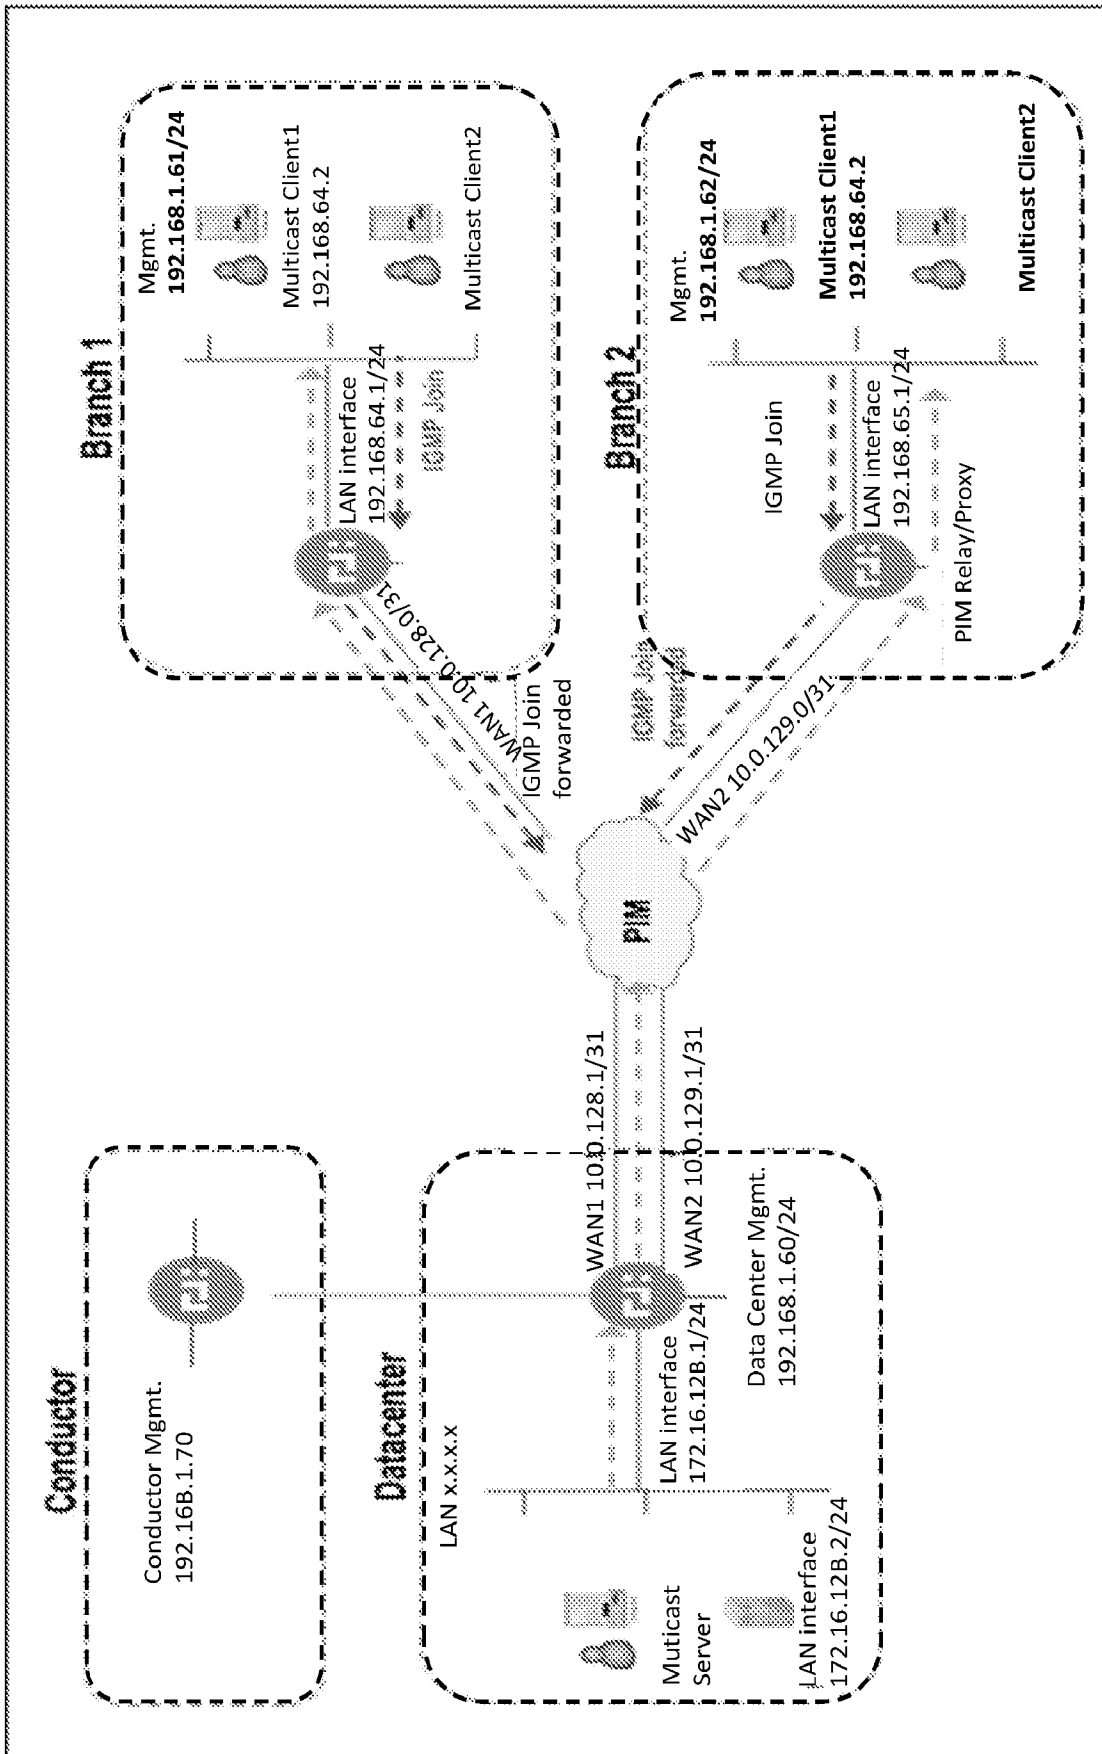 Conductor
Conductor Mgmt.
192.16B.1.70
Datacenter
LAN x.x.x.x
Muticast
Server
LAN interface
172.16.12B.2/24
LAN interface
172.16.12B.1/24
Data Center Mgmt.
192.168.1.60/24
WAN1 10.0.128.1/31
WAN2 10.0.129.1/31
PIM
WAN1 10.0.128.0/31
IGMP Join
forwarded
IGMP Join
forwarded
WAN2 10.0.129.0/31
Branch 1
Mgmt.
192.168.1.61/24
Multicast Client1
192.168.64.2
Multicast Client2
LAN interface
192.168.64.1/24
IGMP Join
Branch 2
Mgmt.
192.168.1.62/24
Multicast Client1
192.168.64.2
Multicast Client2
IGMP Join
LAN interface
192.168.65.1/24
PIM Relay/Proxy